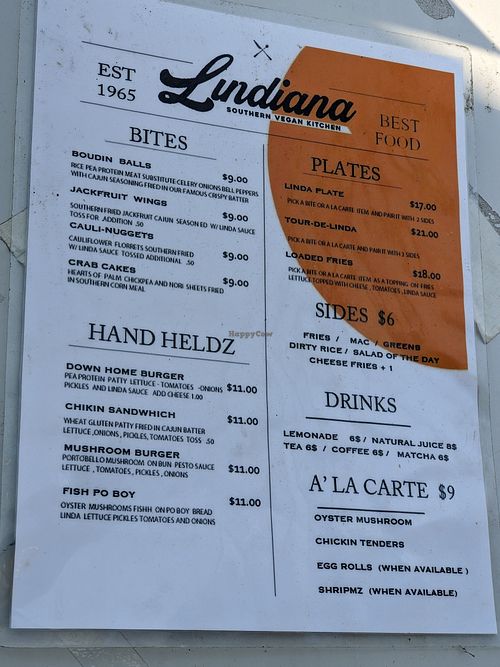 EST
1965
Lindiana
SOUTHERN VEGAN KITCHEN
BEST
FOOD
BITES
BOUDIN BALLS $9.00
RICE PEA PROTEIN MEAT SUBSTITUTE CELERY ONIONS BELL PEPPERS
WITH CAJUN SEASONING FRIED IN OUR FAMOUS CRISPY BATTER
JACKFRUIT WINGS $9.00
SOUTHERN FRIED JACKFRUIT CAJUN SEASON ED W/ LINDA SAUCE
TOSS FOR ADDITION .50
CAULI-NUGGETS $9.00
CAULIFLOWER FLORRETS SOUTHERN FRIED
W/ LINDA SAUCE TOSSED ADDITIONAL .50
CRAB CAKES $9.00
HEARTS OF PALM CHICKPEA AND NORI SHEETS FRIED
IN SOUTHERN CORN MEAL
HAND HELDZ
DOWN HOME BURGER $11.00
PEA PROTEIN PATTY LETTUCE - TOMATOES -ONIONS
PICKLES AND LINDA SAUCE ADD CHEESE 1.00
CHIKIN SANDWHICH $11.00
WHEAT GLUTEN PATTY FRIED IN CAJUN BATTER
LETTUCE ,ONIONS , PICKLES, TOMATOES TOSS .50
MUSHROOM BURGER $11.00
PORTOBELLO MUSHROOM ON BUN PESTO SAUCE
LETTUCE , TOMATOES , PICKLES , ONIONS
FISH PO BOY $11.00
OYSTER MUSHROOMS FISHH ON PO BOY BREAD
LINDA LETTUCE PICKLES TOMATOES AND ONIONS
PLATES
LINDA PLATE $17.00
PICK A BITE OR A LA CARTE ITEM AND PAIR IT WITH 2 SIDES
TOUR-DE-LINDA $21.00
PICK A BITE OR A LA CARTE AND PAIR IT WITH 3 SIDES
LOADED FRIES $18.00
PICK A BITE OR A LA CARTE ITEM AS A TOPPING ON FRIES
LETTUCE TOPPED WITH CHEESE , TOMATOES , LINDA SAUCE
SIDES $6
FRIES / MAC / GREENS
DIRTY RICE / SALAD OF THE DAY
CHEESE FRIES + 1
DRINKS
LEMONADE 6$ / NATURAL JUICE 8$
TEA 6$ / COFFEE 6$ / MATCHA 6$
A' LA CARTE $9
OYSTER MUSHROOM
CHICKIN TENDERS
EGG ROLLS (WHEN AVAILABLE )
SHRIPMZ (WHEN AVAILABLE)
HappyCow